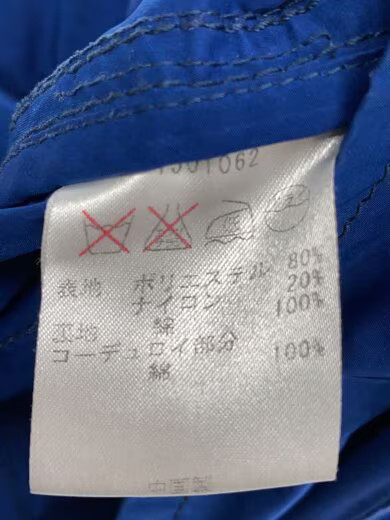 1301062
表地 ポリエステル 80%
ナイロン 20%
裏地 綿 100%
コーデュロイ部分
綿 100%
中国製